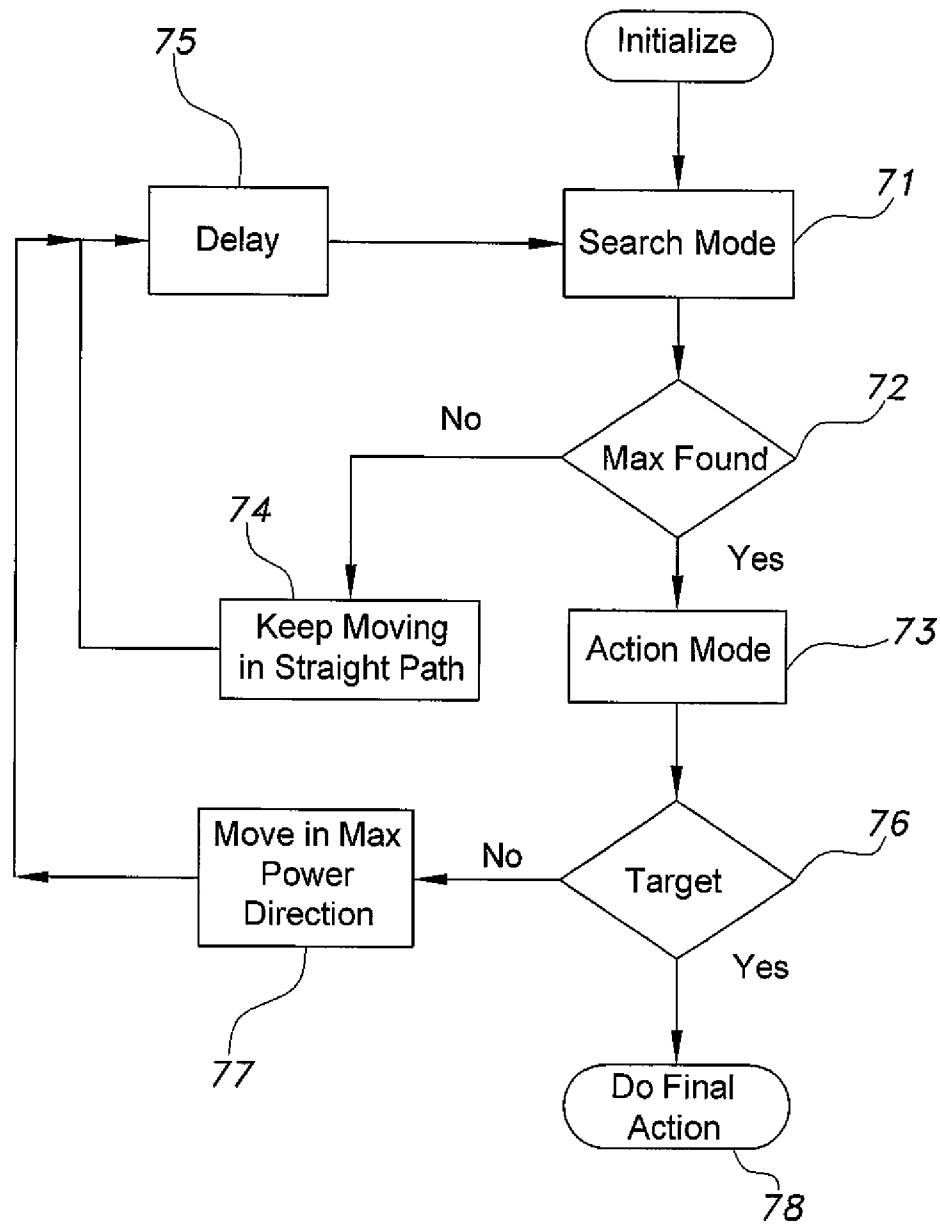 Initialize
75
Delay
71
Search Mode
72
No
Max Found
74
Yes
Keep Moving
in Straight Path
73
Action Mode
76
Move in Max
Power
Direction
No
Target
Yes
77
Do Final
Action
78